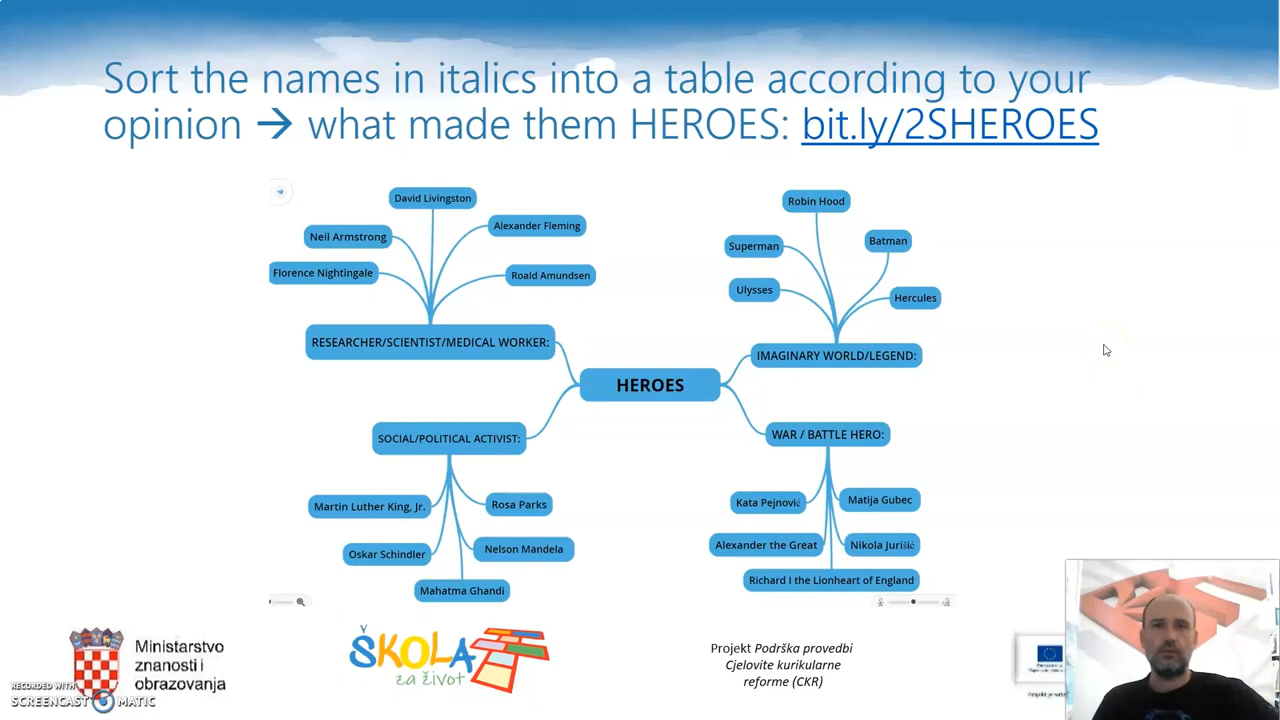 Sort the names in italics into a table according to your
opinion → what made them HEROES: bit.ly/2SHEROES
David Livingston
Alexander Fleming
Neil Armstrong
Florence Nightingale
Roald Amundsen
RESEARCHER/SCIENTIST/MEDICAL WORKER:
Robin Hood
Superman
Batman
Ulysses
Hercules
IMAGINARY WORLD/LEGEND:
HEROES
SOCIAL/POLITICAL ACTIVIST:
Martin Luther King, Jr.
Rosa Parks
Oskar Schindler
Nelson Mandela
Mahatma Ghandi
WAR / BATTLE HERO:
Kata Pejnović
Matija Gubec
Alexander the Great
Nikola Jurišić
Richard I the Lionheart of England
Ministarstvo
znanosti i
obrazovanja
ŠKOLA
za život
Projekt Podrška provedbi
Cjelovite kurikularne
reforme (CKR)
RECORDED WITH
SCREENCAST MATIC